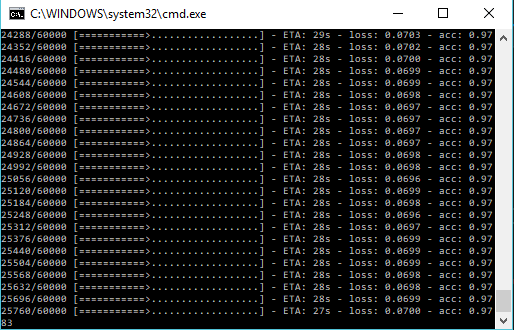 C:\WINDOWS\system32\cmd.exe
24288/60000 [===========>..................] - ETA: 29s - loss: 0.0703 - acc: 0.97
24352/60000 [===========>..................] - ETA: 28s - loss: 0.0702 - acc: 0.97
24416/60000 [===========>..................] - ETA: 28s - loss: 0.0700 - acc: 0.97
24480/60000 [===========>..................] - ETA: 28s - loss: 0.0699 - acc: 0.97
24544/60000 [===========>..................] - ETA: 28s - loss: 0.0699 - acc: 0.97
24608/60000 [===========>..................] - ETA: 28s - loss: 0.0698 - acc: 0.97
24672/60000 [===========>..................] - ETA: 28s - loss: 0.0697 - acc: 0.97
24736/60000 [===========>..................] - ETA: 28s - loss: 0.0697 - acc: 0.97
24800/60000 [===========>..................] - ETA: 28s - loss: 0.0697 - acc: 0.97
24864/60000 [===========>..................] - ETA: 28s - loss: 0.0697 - acc: 0.97
24928/60000 [===========>..................] - ETA: 28s - loss: 0.0698 - acc: 0.97
24992/60000 [===========>..................] - ETA: 28s - loss: 0.0698 - acc: 0.97
25056/60000 [===========>..................] - ETA: 28s - loss: 0.0696 - acc: 0.97
25120/60000 [===========>..................] - ETA: 28s - loss: 0.0699 - acc: 0.97
25184/60000 [===========>..................] - ETA: 28s - loss: 0.0698 - acc: 0.97
25248/60000 [===========>..................] - ETA: 28s - loss: 0.0696 - acc: 0.97
25312/60000 [===========>..................] - ETA: 28s - loss: 0.0697 - acc: 0.97
25376/60000 [===========>..................] - ETA: 28s - loss: 0.0699 - acc: 0.97
25440/60000 [===========>..................] - ETA: 28s - loss: 0.0699 - acc: 0.97
25504/60000 [===========>..................] - ETA: 28s - loss: 0.0699 - acc: 0.97
25568/60000 [===========>..................] - ETA: 28s - loss: 0.0698 - acc: 0.97
25632/60000 [===========>..................] - ETA: 28s - loss: 0.0698 - acc: 0.97
25696/60000 [===========>..................] - ETA: 28s - loss: 0.0699 - acc: 0.97
25760/60000 [===========>..................] - ETA: 27s - loss: 0.0700 - acc: 0.97
83